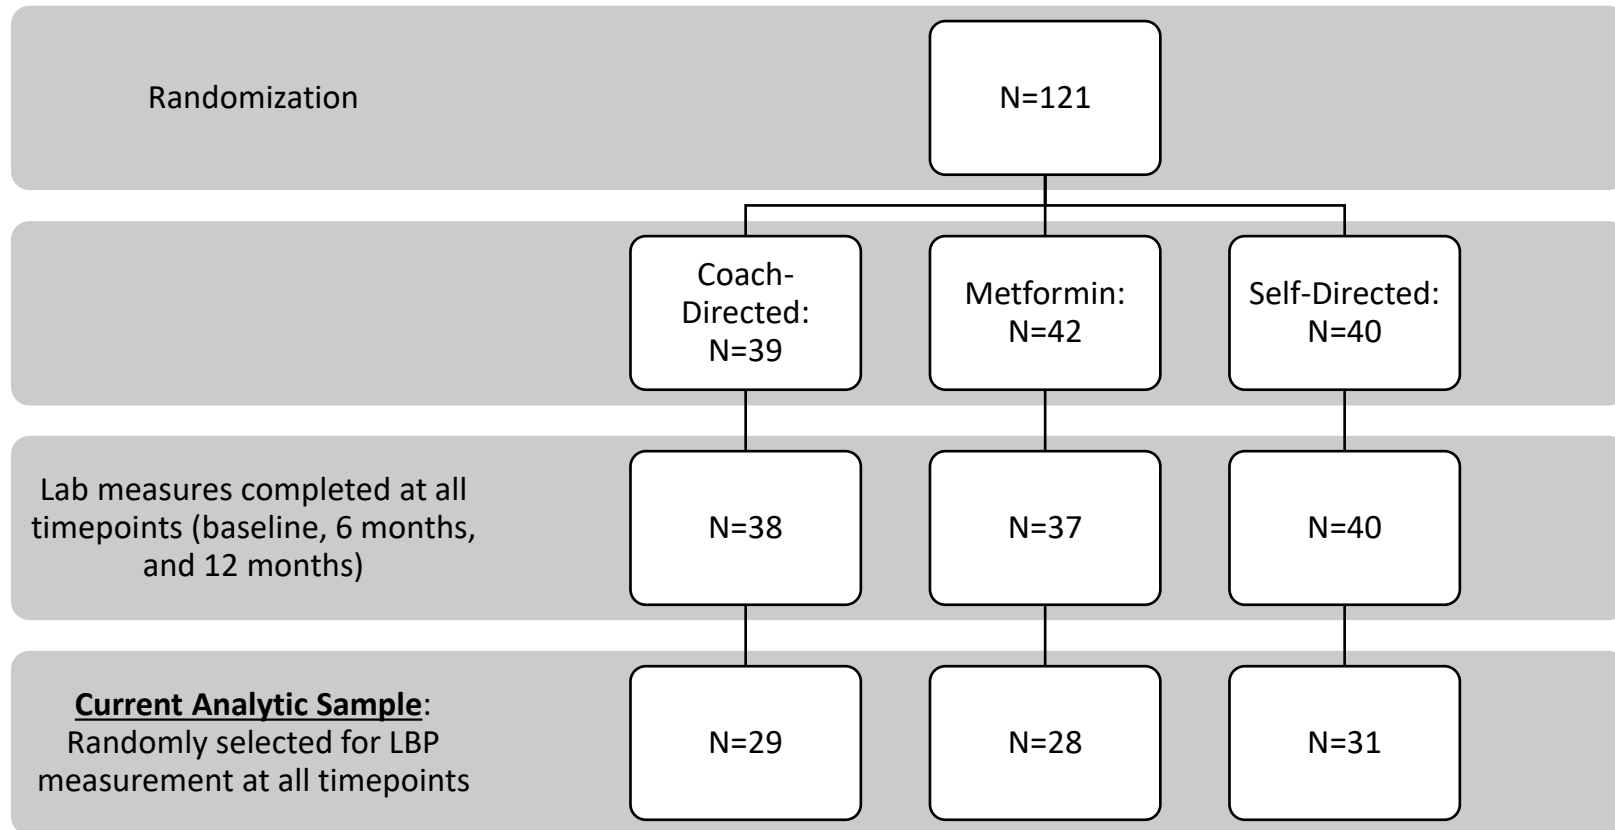 Randomization
N=121
Coach-
Directed:
N=39
Metformin:
N=42
Self-Directed:
N=40
Lab measures completed at all
timepoints (baseline, 6 months,
and 12 months)
N=38
N=37
N=40
Current Analytic Sample:
Randomly selected for LBP
measurement at all timepoints
N=29
N=28
N=31